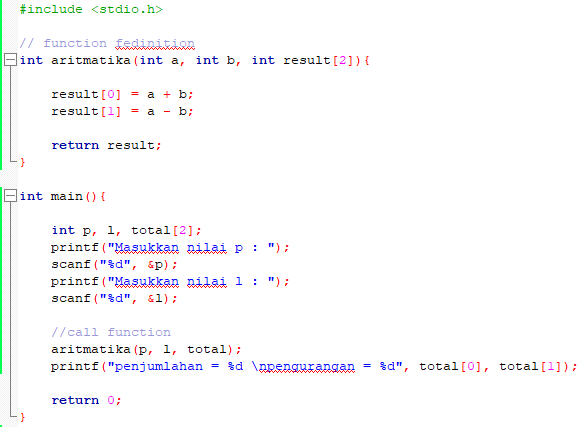 #include <stdio.h>
// function fedinition
int aritmatika(int a, int b, int result[2]){
result[0] = a + b;
result[1] = a - b;
return result;
}
int main(){
int p, l, total[2];
printf("Masukkan nilai p : ");
scanf("%d", &p);
printf("Masukkan nilai l : ");
scanf("%d", &l);
//call function
aritmatika(p, l, total);
printf("penjumlahan = %d \npengurangan = %d", total[0], total[1]);
return 0;
}